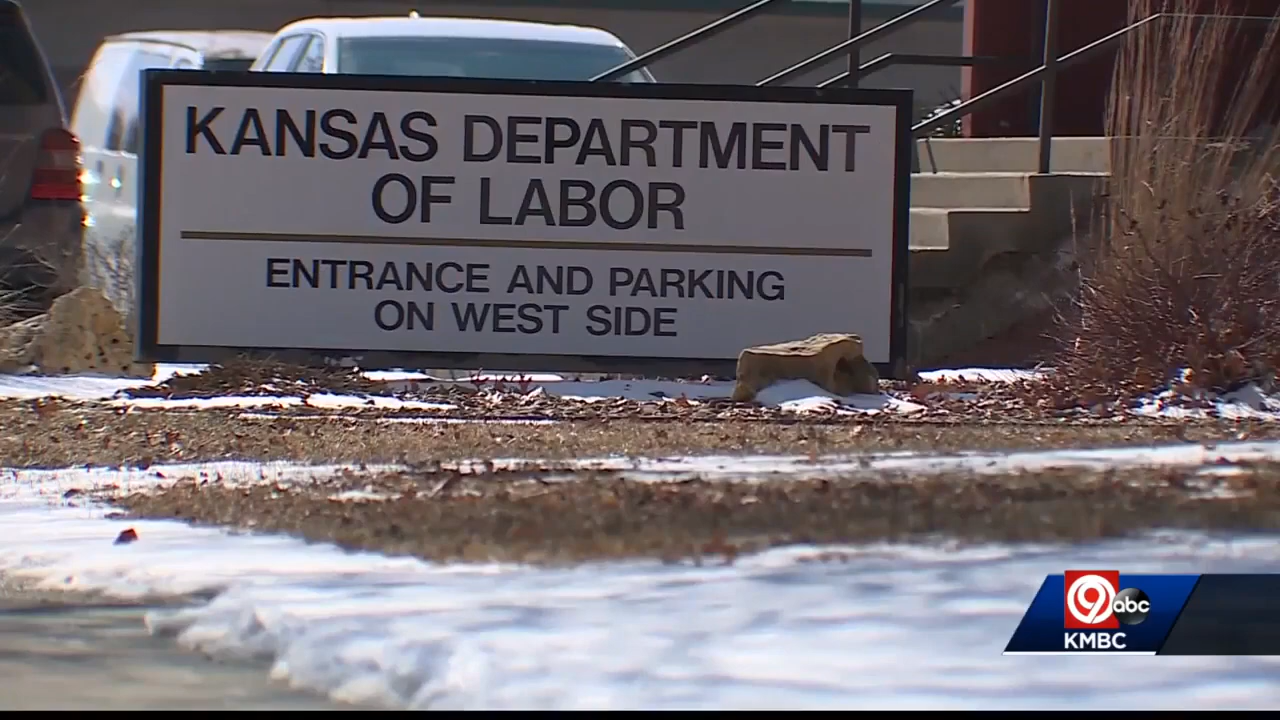 KANSAS DEPARTMENT
OF LABOR
ENTRANCE AND PARKING
ON WEST SIDE
9 abc
KMBC